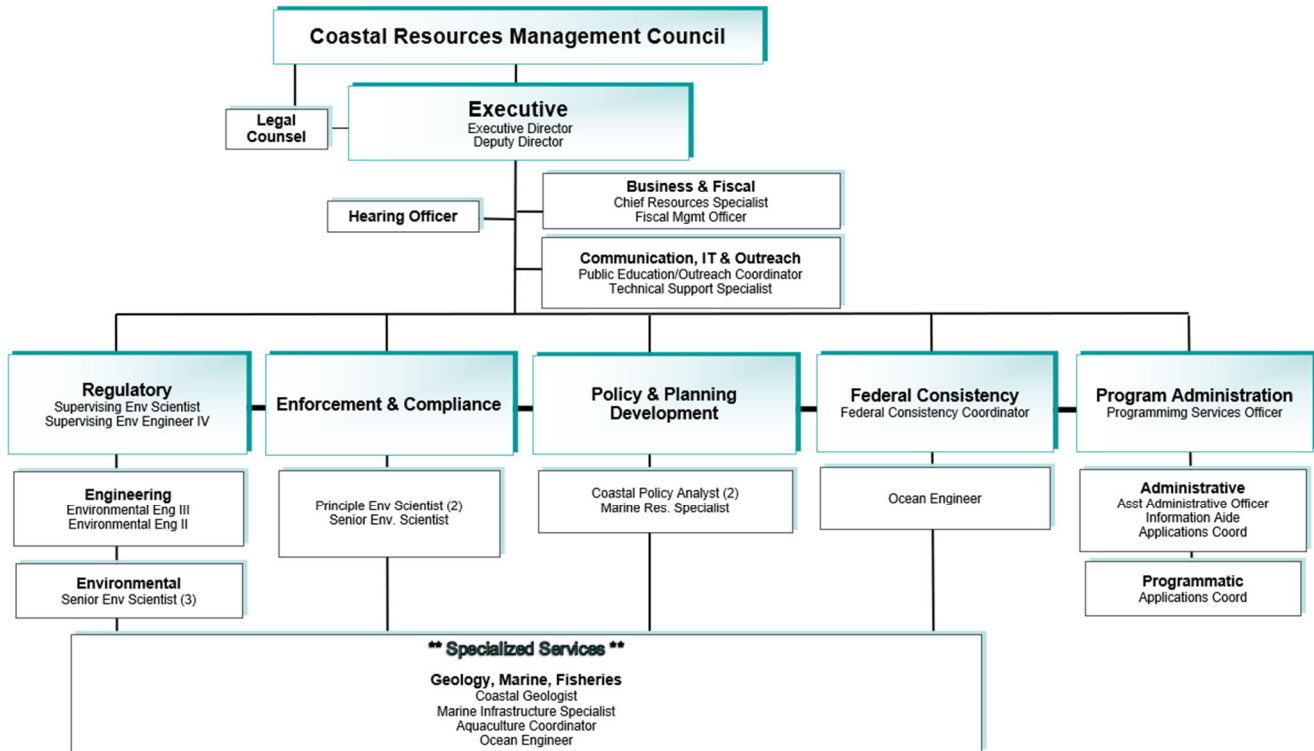 Coastal Resources Management Council
Legal
Counsel
Executive
Executive Director
Deputy Director
Hearing Officer
Business & Fiscal
Chief Resources Specialist
Fiscal Mgmt Officer
Communication, IT & Outreach
Public Education/Outreach Coordinator
Technical Support Specialist
Regulatory
Supervising Env Scientist
Supervising Env Engineer IV
Enforcement & Compliance
Policy & Planning
Development
Federal Consistency
Federal Consistency Coordinator
Program Administration
Programmimg Services Officer
Engineering
Environmental Eng III
Environmental Eng II
Principle Env Scientist (2)
Senior Env. Scientist
Coastal Policy Analyst (2)
Marine Res. Specialist
Ocean Engineer
Administrative
Asst Administrative Officer
Information Aide
Applications Coord
Environmental
Senior Env Scientist (3)
Programmatic
Applications Coord
** Specialized Services **
Geology, Marine, Fisheries
Coastal Geologist
Marine Infrastructure Specialist
Aquaculture Coordinator
Ocean Engineer